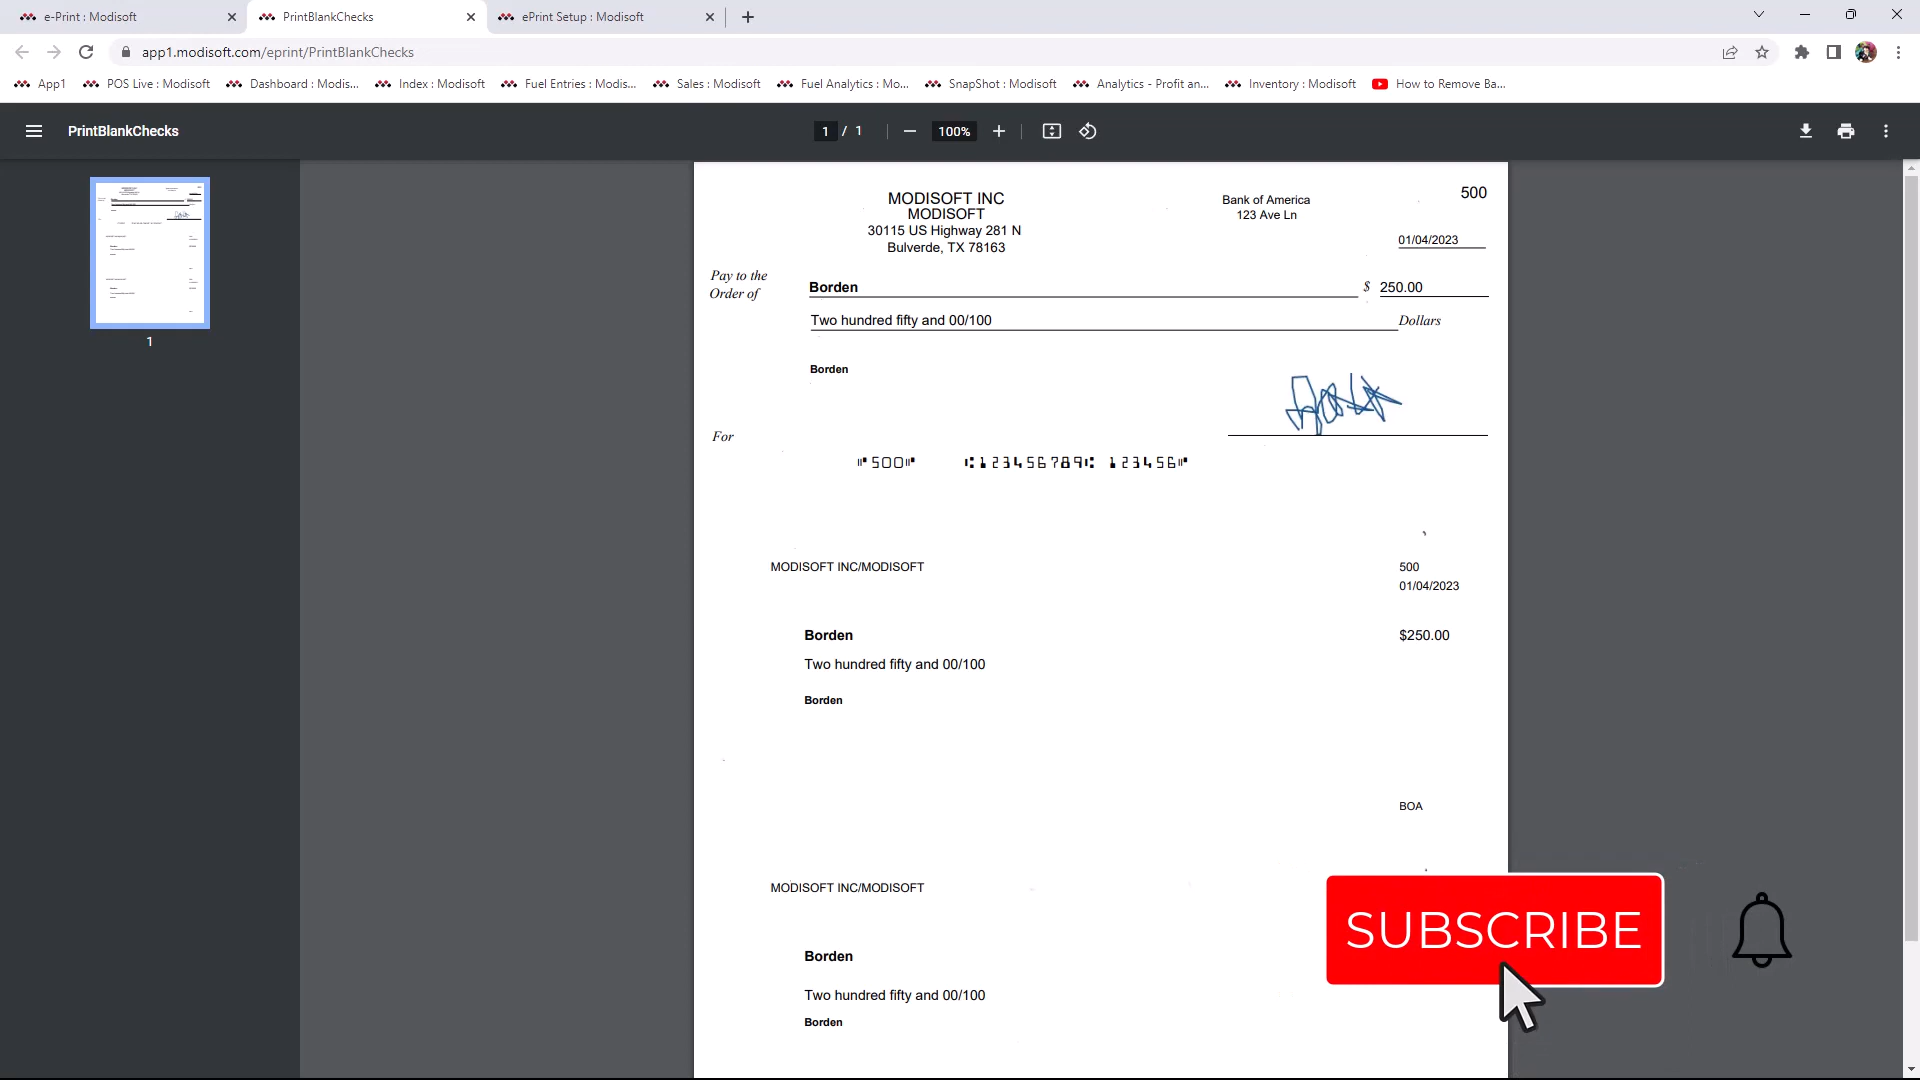 e-Print : Modisoft
PrintBlankChecks
ePrint Setup : Modisoft
app1.modisoft.com/eprint/PrintBlankChecks
App1
POS Live : Modisoft
Dashboard : Modis...
Index : Modisoft
Fuel Entries : Modis...
Sales : Modisoft
Fuel Analytics : Mo...
SnapShot : Modisoft
Analytics - Profit an...
Inventory : Modisoft
How to Remove Ba...
PrintBlankChecks
1 / 1
100%
1
MODISOFT INC
MODISOFT
30115 US Highway 281 N
Bulverde, TX 78163
Bank of America
123 Ave Ln
500
01/04/2023
Pay to the
Order of
Borden
$ 250.00
Two hundred fifty and 00/100
Dollars
Borden
For
⑈500⑈ ⑆123456789⑆ 123456⑈
MODISOFT INC/MODISOFT
500
01/04/2023
Borden
$250.00
Two hundred fifty and 00/100
Borden
BOA
MODISOFT INC/MODISOFT
Borden
Two hundred fifty and 00/100
Borden
SUBSCRIBE